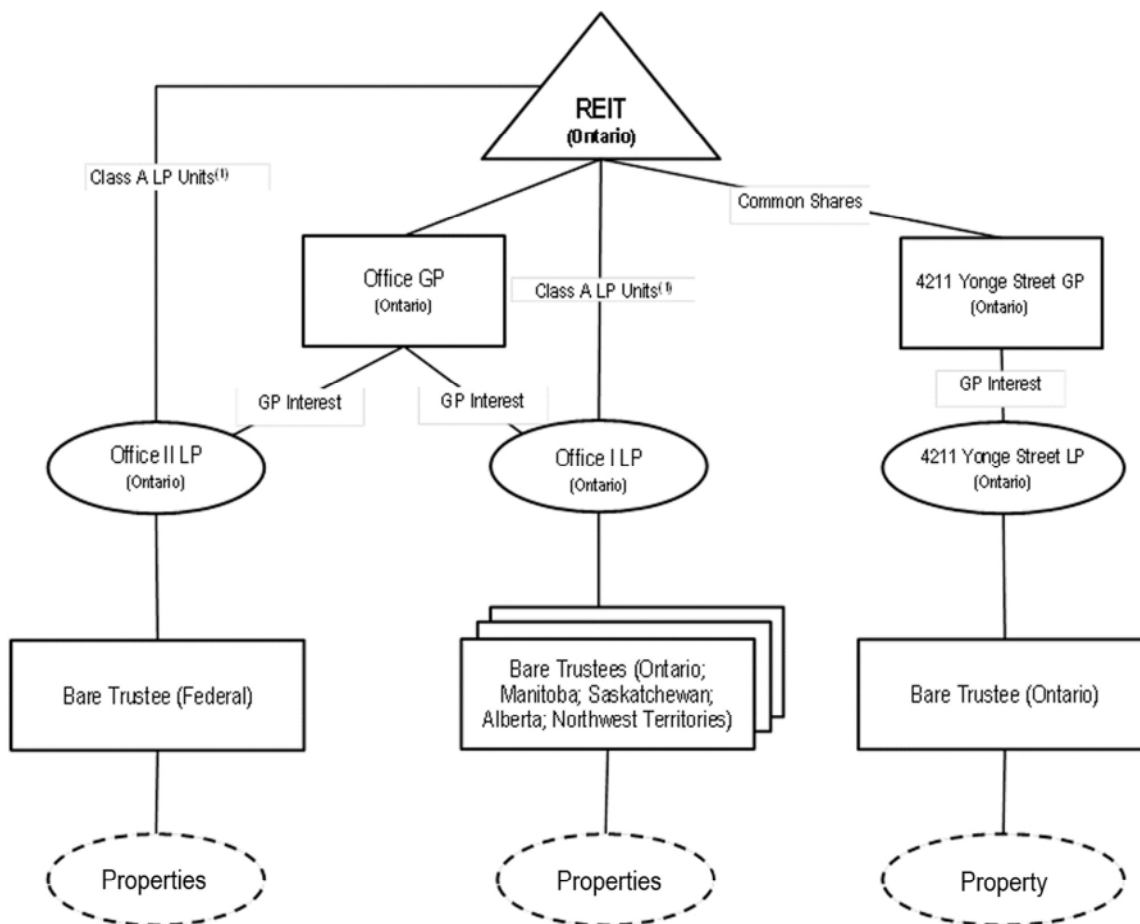 REIT
(Ontario)
Class A LP Units(1)
Common Shares
Office GP
(Ontario)
Class A LP Units(1)
4211 Yonge Street GP
(Ontario)
GP Interest
GP Interest
GP Interest
Office II LP
(Ontario)
Office I LP
(Ontario)
4211 Yonge Street LP
(Ontario)
Bare Trustee (Federal)
Bare Trustees (Ontario;
Manitoba; Saskatchewan;
Alberta; Northwest Territories)
Bare Trustee (Ontario)
Properties
Properties
Property